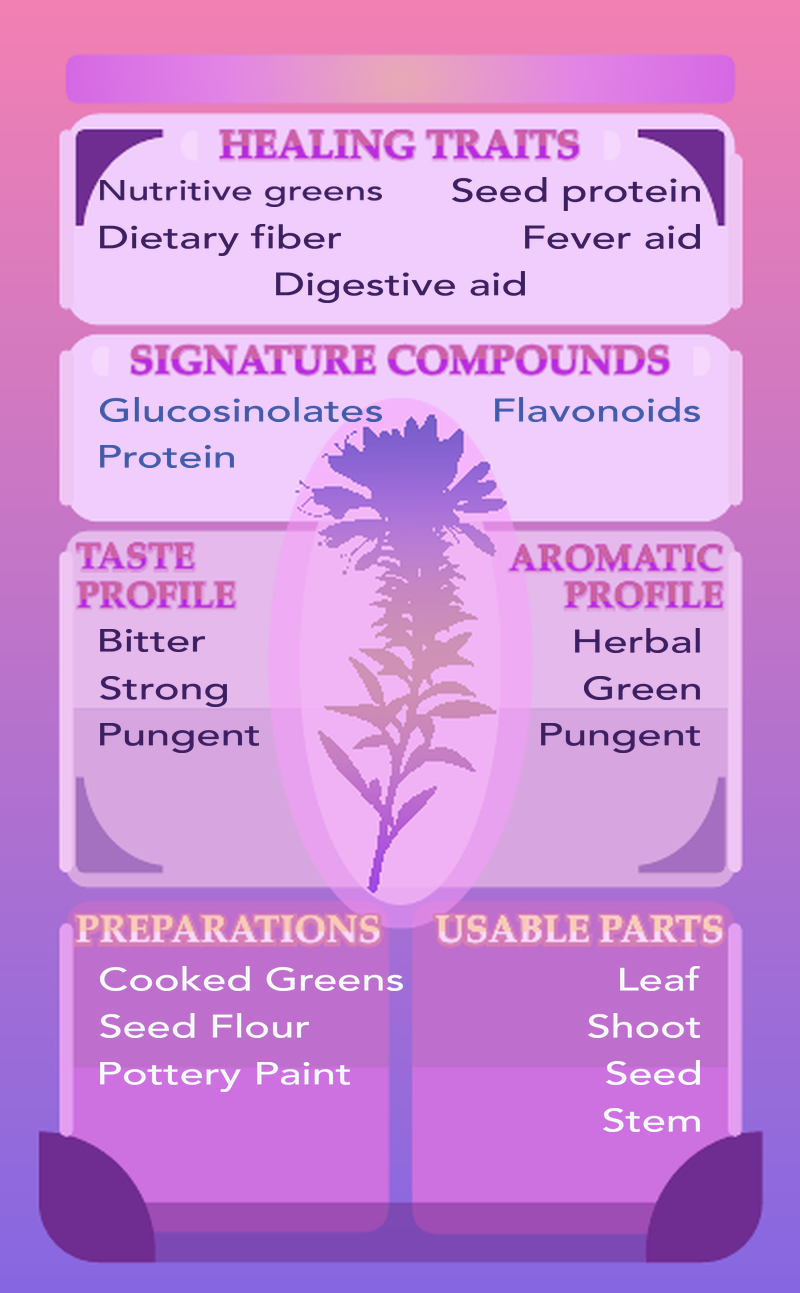 HEALING TRAITS
Nutritive greens Seed protein
Dietary fiber Fever aid
Digestive aid
SIGNATURE COMPOUNDS
Glucosinolates Flavonoids
Protein
TASTE
PROFILE
Bitter
Strong
Pungent
AROMATIC
PROFILE
Herbal
Green
Pungent
PREPARATIONS
Cooked Greens
Seed Flour
Pottery Paint
USABLE PARTS
Leaf
Shoot
Seed
Stem